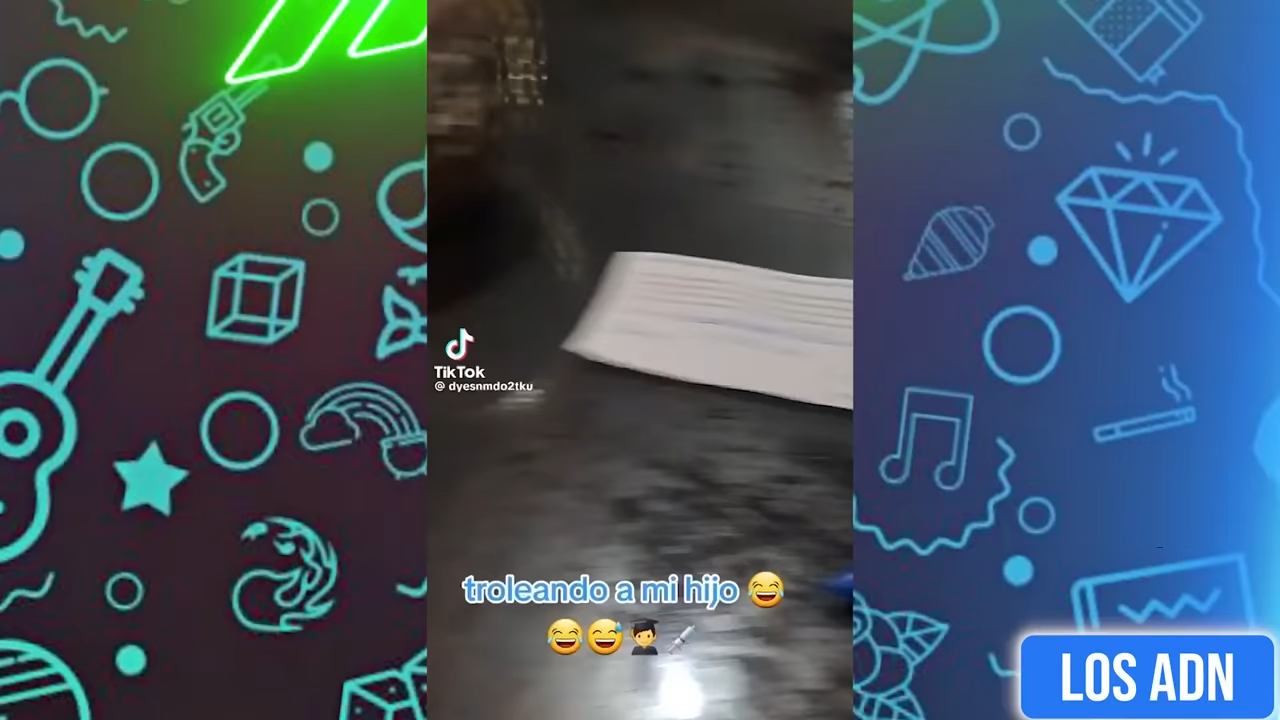 TikTok
@ dyesnmdo2tku
troleando a mi hijo 😂
😂😅👨‍🎓💉
LOS ADN